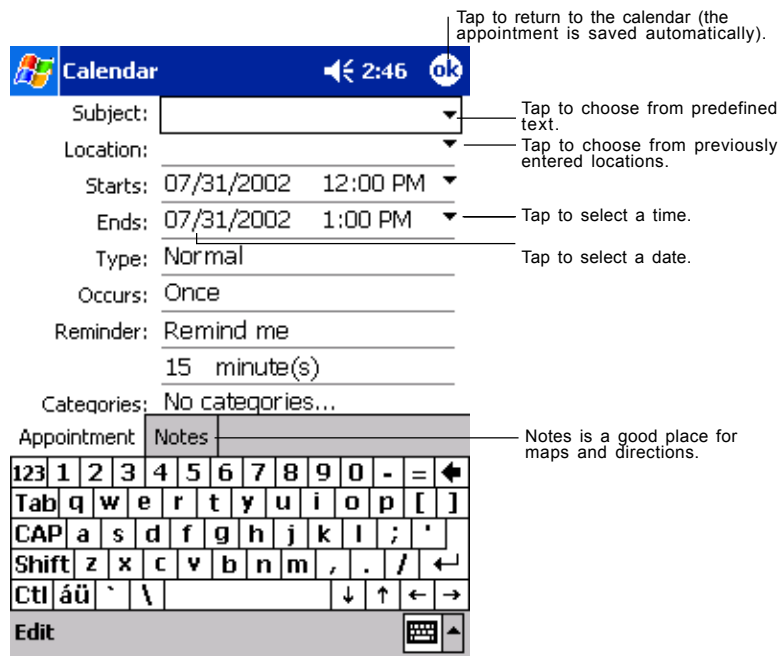 Tap to return to the calendar (the
appointment is saved automatically).
Calendar 2:46 ok
Subject:
Tap to choose from predefined
text.
Location:
Tap to choose from previously
entered locations.
Starts: 07/31/2002 12:00 PM
Ends: 07/31/2002 1:00 PM
Tap to select a time.
Tap to select a date.
Type: Normal
Occurs: Once
Reminder: Remind me
15 minute(s)
Categories: No categories...
Appointment Notes
Notes is a good place for
maps and directions.
123 1 2 3 4 5 6 7 8 9 0 - = 🡄
Tab q w e r t y u i o p [ ]
CAP a s d f g h j k l ; '
Shift z x c v b n m , . / ↵
Ctl áü ` \ ↓ ↑ ← →
Edit